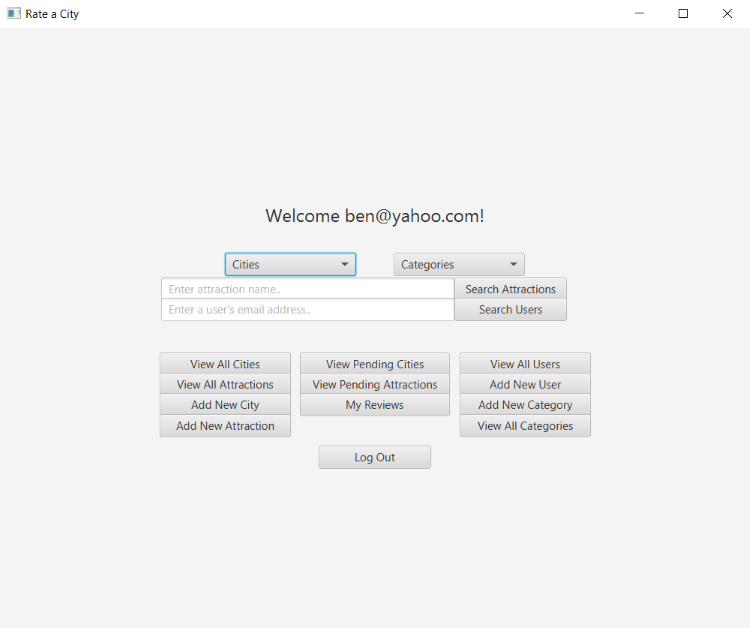 Rate a City
Welcome ben@yahoo.com!
Cities Categories
Enter attraction name.. Search Attractions
Enter a user's email address.. Search Users
View All Cities View Pending Cities View All Users
View All Attractions View Pending Attractions Add New User
Add New City My Reviews Add New Category
Add New Attraction View All Categories
Log Out